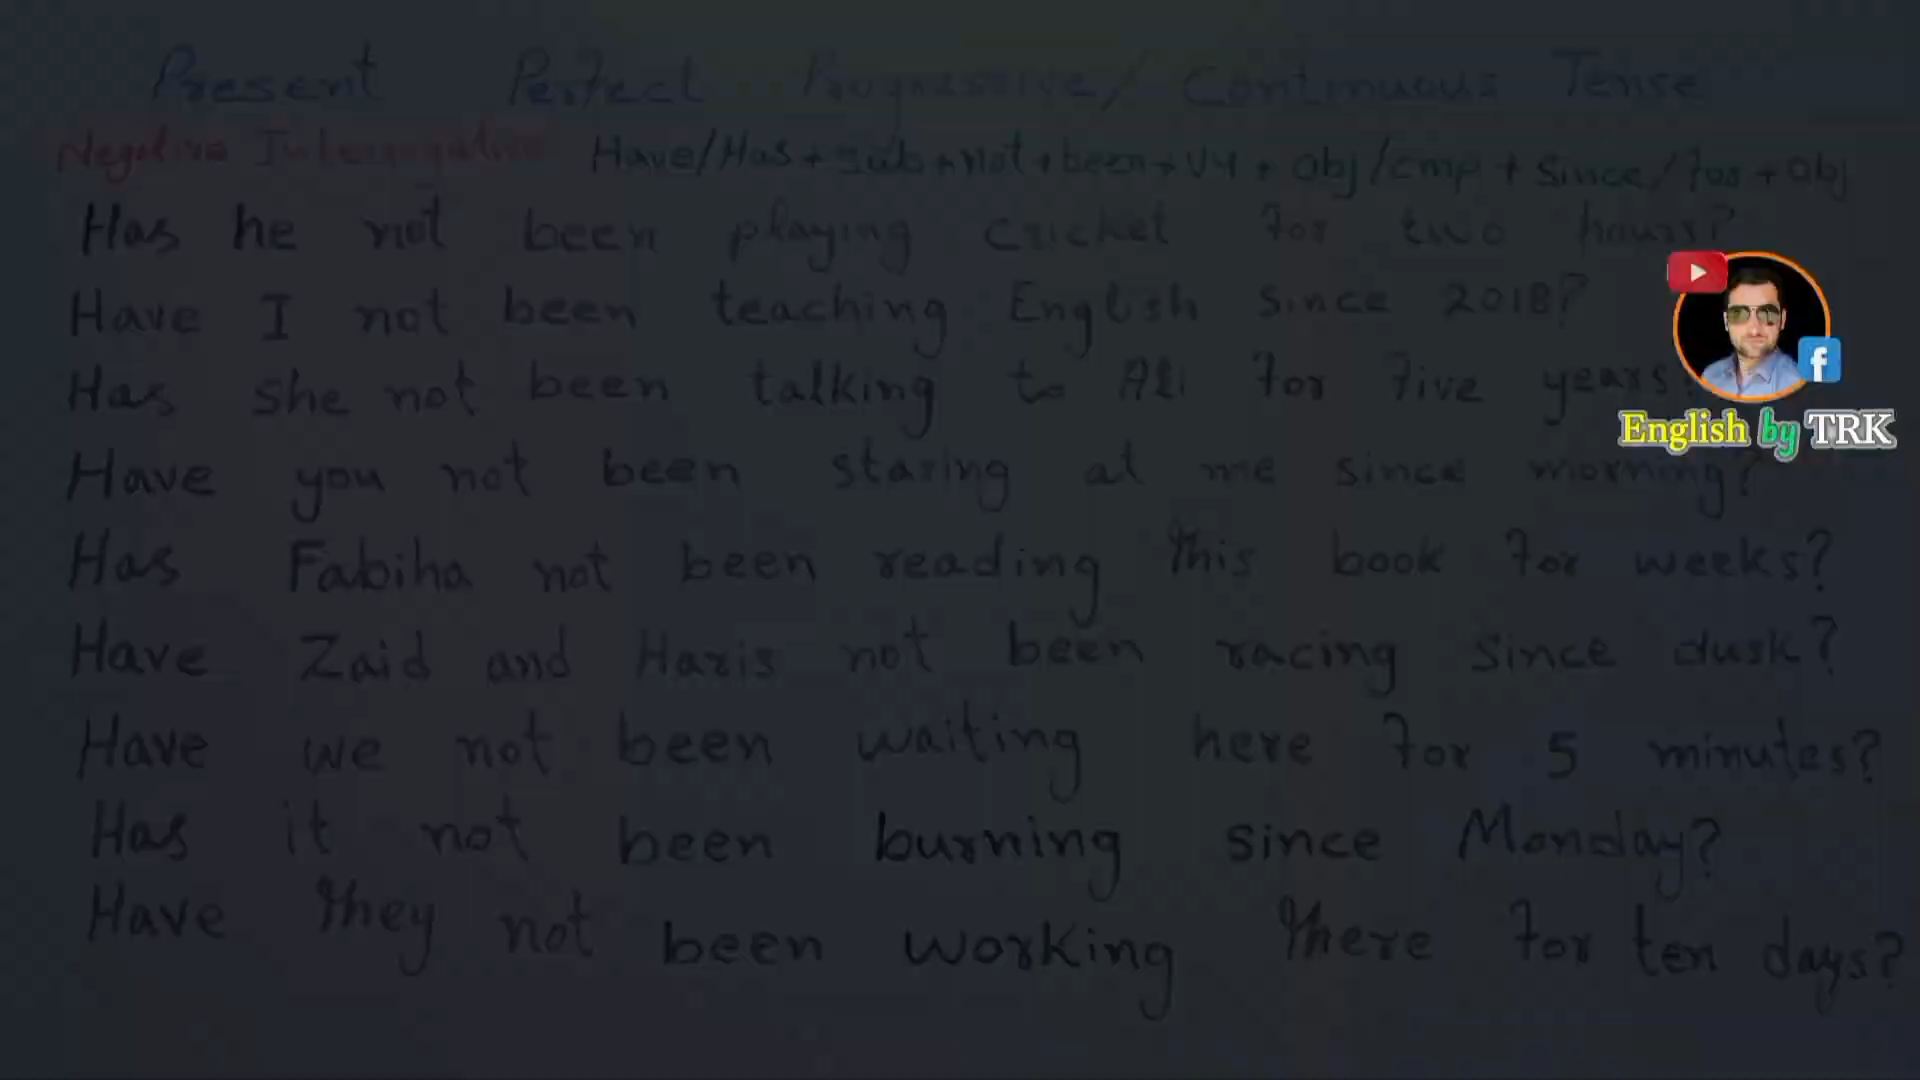 Present Perfect Progressive/Continuous Tense
Negative Interrogative Have/Has+sub+not+been+V4+obj/cmp+since/for+obj
Has he not been playing cricket for two hours?
Have I not been teaching English since 2018?
Has she not been talking to Ali for five years?
English by TRK
Have you not been staring at me since morning?
Has Fabiha not been reading this book for weeks?
Have Zaid and Haris not been racing since dusk?
Have we not been waiting here for 5 minutes?
Has it not been burning since Monday?
Have they not been working there for ten days?